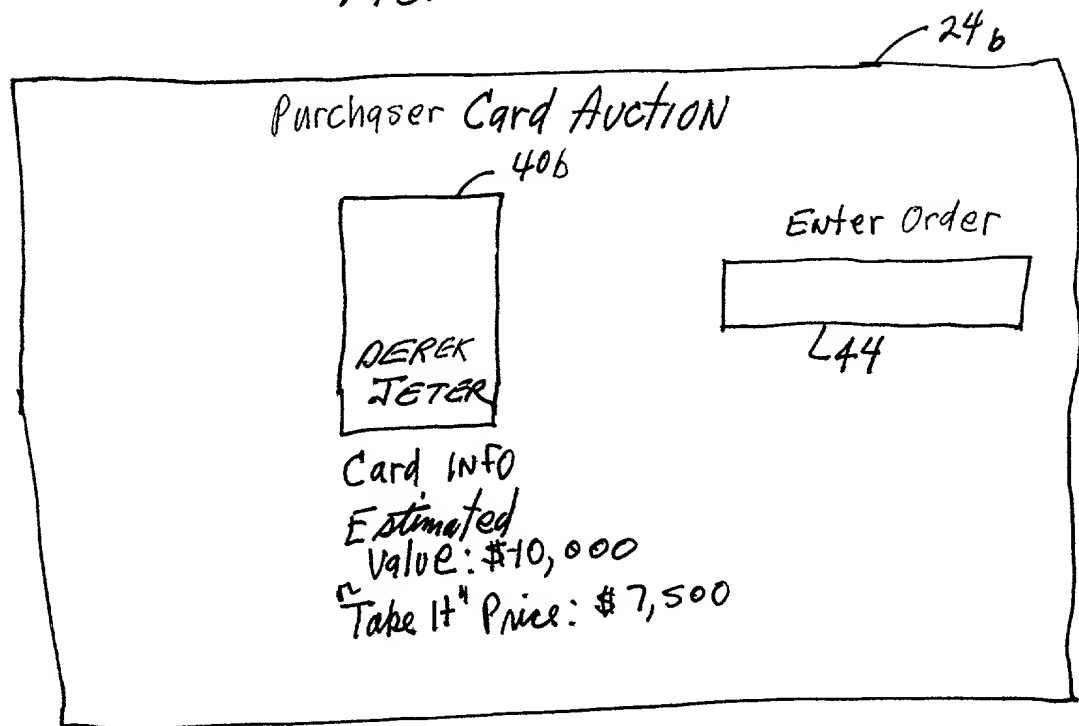 24b
Purchaser Card Auction
40b
Enter Order
44
DEREK
JETER
Card INFO
Estimated
Value: $10,000
"Take It" Price: $7,500